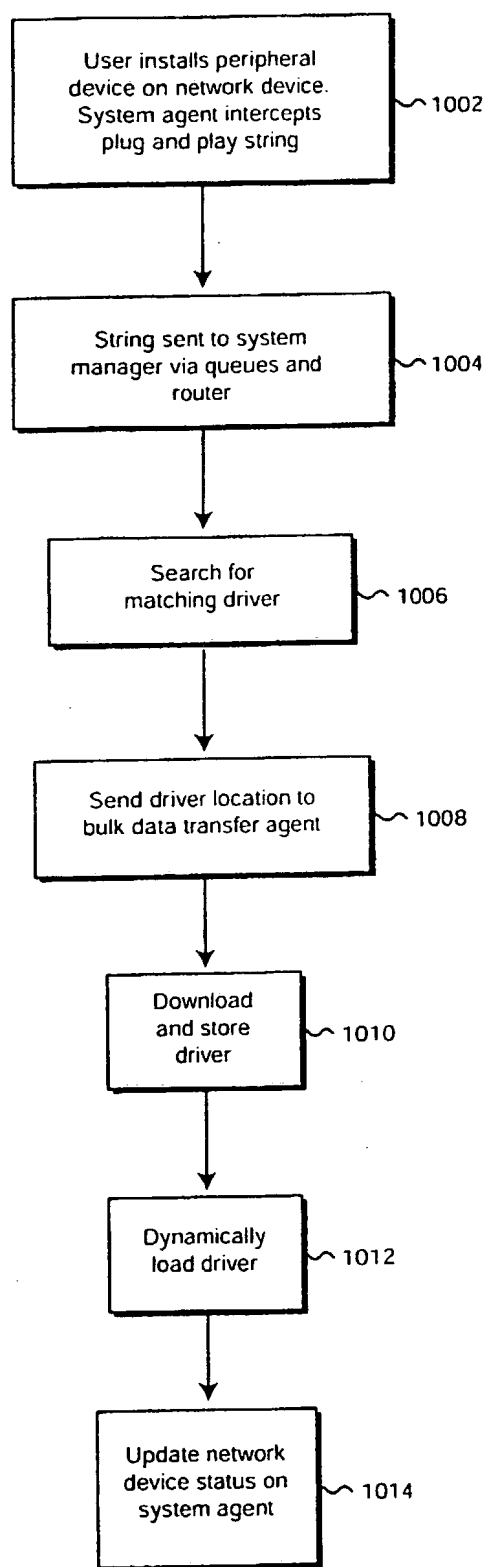 User installs peripheral
device on network device.
System agent intercepts
plug and play string
1002
String sent to system
manager via queues and
router
1004
Search for
matching driver
1006
Send driver location to
bulk data transfer agent
1008
Download
and store
driver
1010
Dynamically
load driver
1012
Update network
device status on
system agent
1014